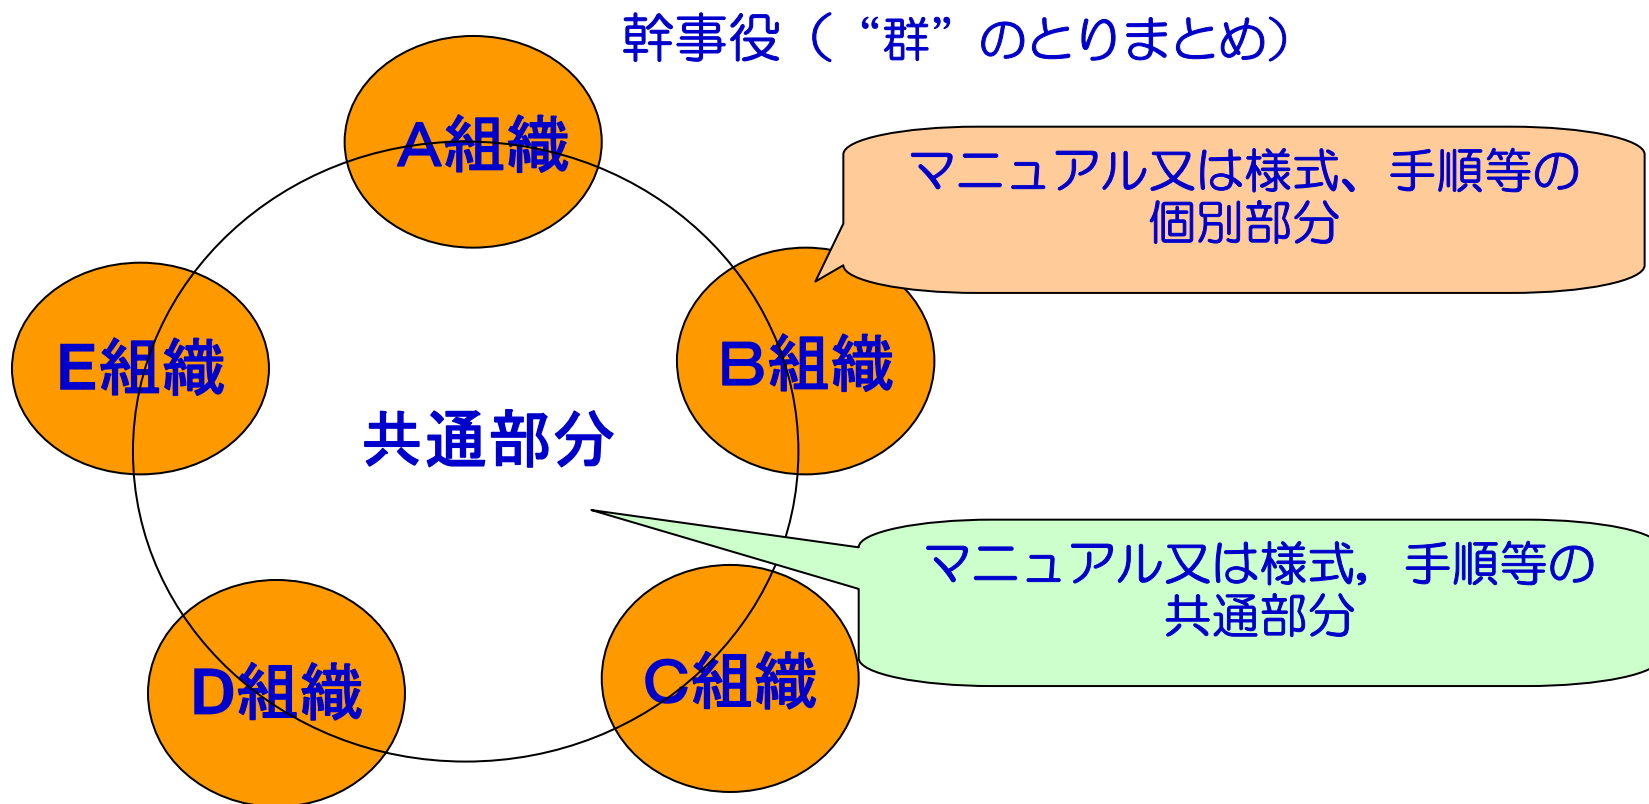 幹事役（ “群” のとりまとめ）
A組織
マニュアル又は様式、手順等の
個別部分
B組織
E組織
共通部分
マニュアル又は様式，手順等の
共通部分
C組織
D組織